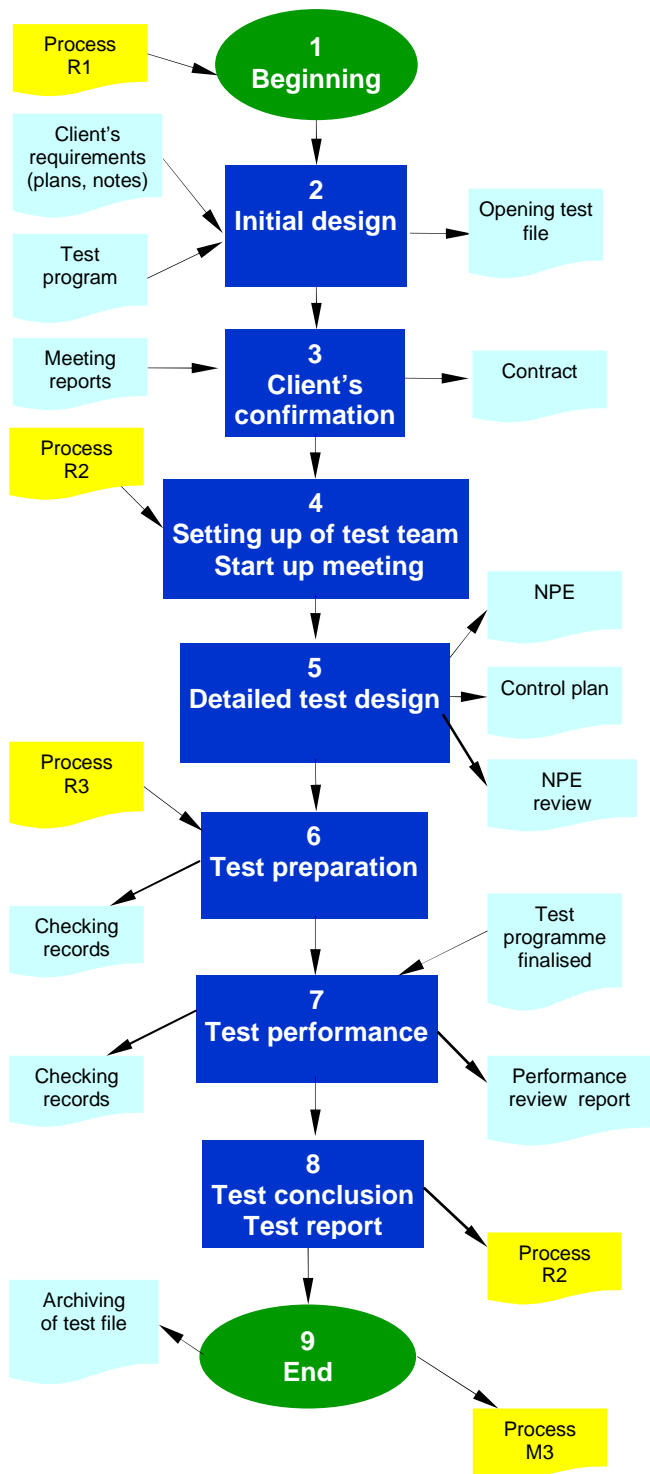 Process
R1
1
Beginning
Client's
requirements
(plans, notes)
2
Initial design
Opening test
file
Test
program
Meeting
reports
3
Client's
confirmation
Contract
Process
R2
4
Setting up of test team
Start up meeting
NPE
5
Detailed test design
Control plan
NPE
review
Process
R3
6
Test preparation
Checking
records
Test
programme
finalised
7
Test performance
Checking
records
Performance
review report
8
Test conclusion
Test report
Process
R2
Archiving
of test file
9
End
Process
M3